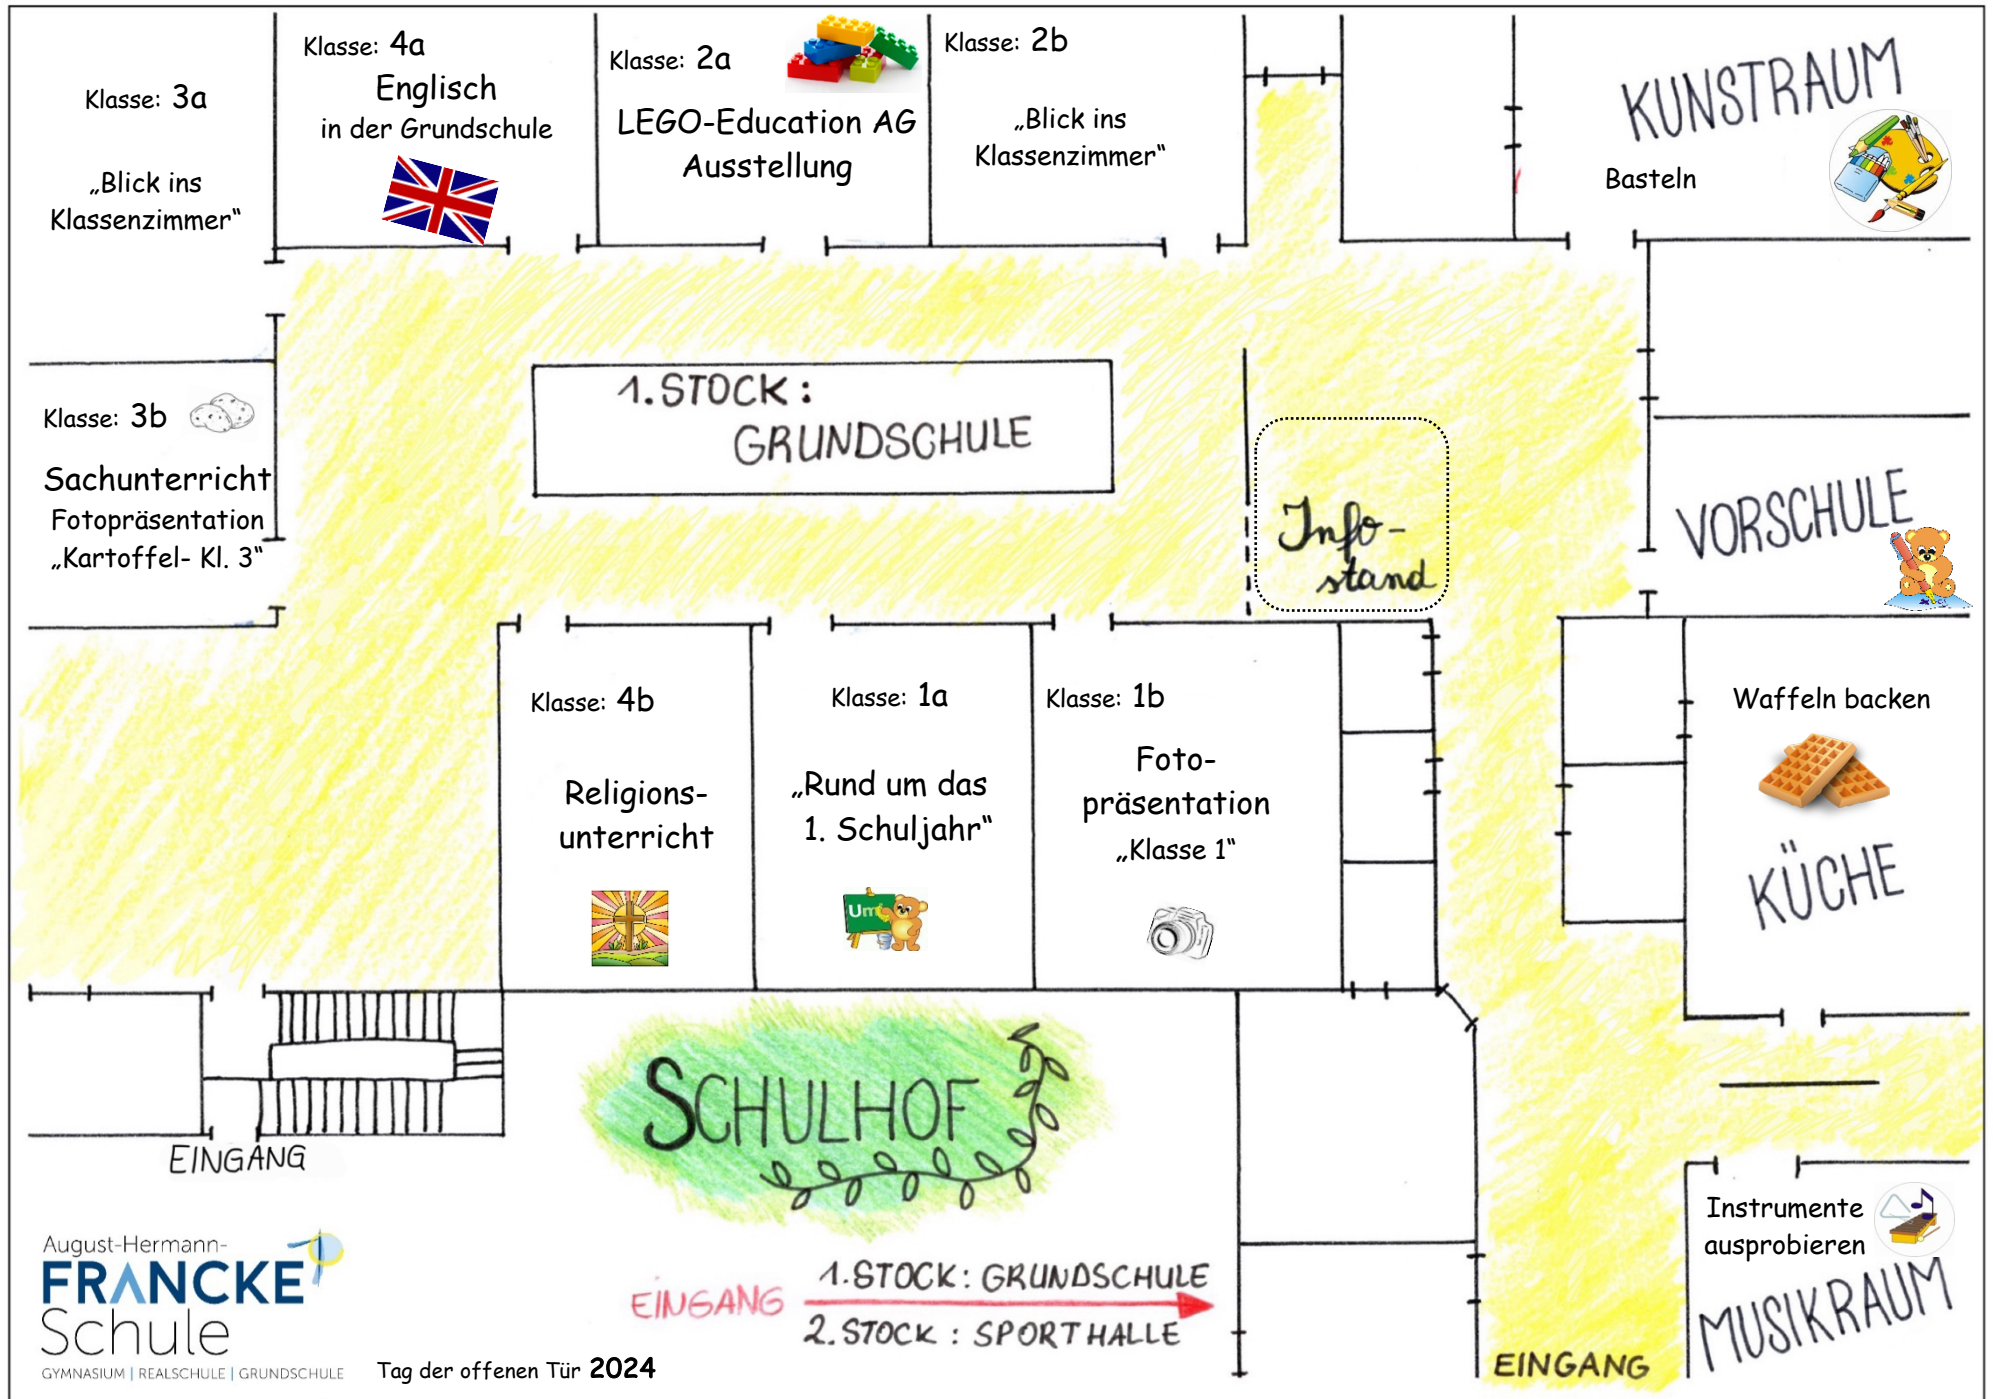 Klasse: 3a
„Blick ins
Klassenzimmer“
Klasse: 4a
Englisch
in der Grundschule
Klasse: 2a
LEGO-Education AG
Ausstellung
Klasse: 2b
„Blick ins
Klassenzimmer“
KUNSTRAUM
Basteln
Klasse: 3b
Sachunterricht
Fotopräsentation
„Kartoffel- Kl. 3“
1. STOCK:
GRUNDSCHULE
Info-
stand
VORSCHULE
Klasse: 4b
Religions-
unterricht
Klasse: 1a
„Rund um das
1. Schuljahr“
Um
Klasse: 1b
Foto-
präsentation
„Klasse 1“
Waffeln backen
KÜCHE
SCHULHOF
EINGANG
Instrumente
ausprobieren
MUSIKRAUM
EINGANG
1. STOCK: GRUNDSCHULE
2. STOCK: SPORTHALLE
EINGANG
August-Hermann-
FRANCKE
Schule
GYMNASIUM | REALSCHULE | GRUNDSCHULE
Tag der offenen Tür 2024